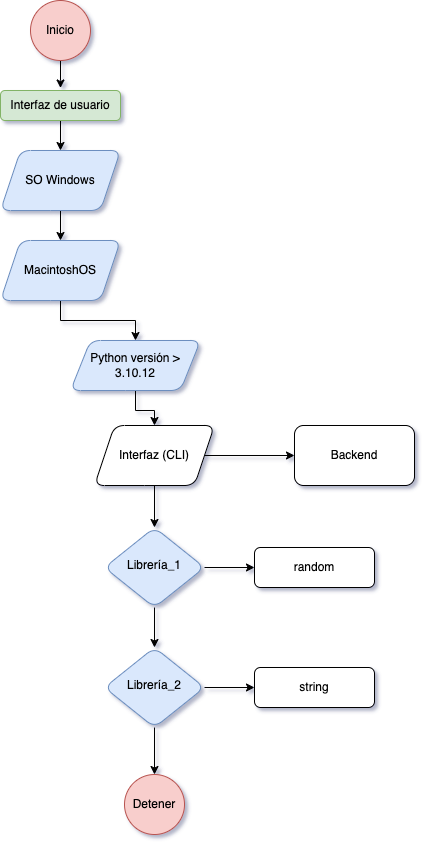 Inicio
Interfaz de usuario
SO Windows
MacintoshOS
Python versión >
3.10.12
Interfaz (CLI)
Backend
Librería_1
random
Librería_2
string
Detener